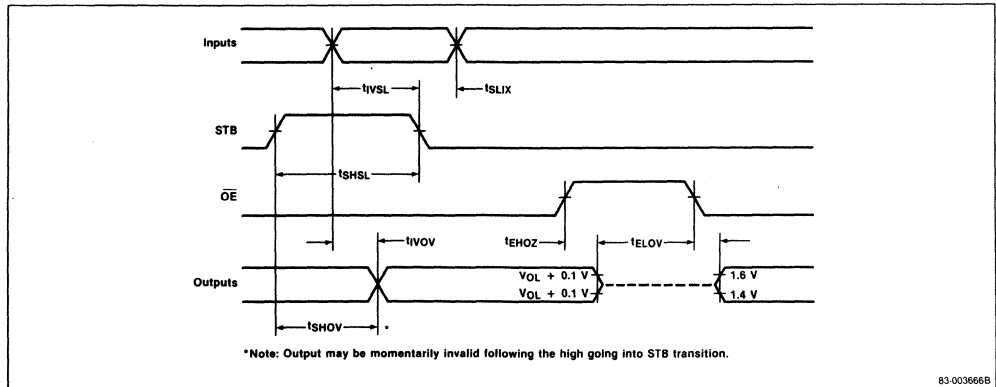 Inputs
tIVSL
tSLIX
STB
tSHSL
OE
tIVOV
tEHOZ
tELOV
Outputs
VOL + 0.1 V
1.6 V
VOL + 0.1 V
1.4 V
tSHOV
*Note: Output may be momentarily invalid following the high going into STB transition.
83-003666B